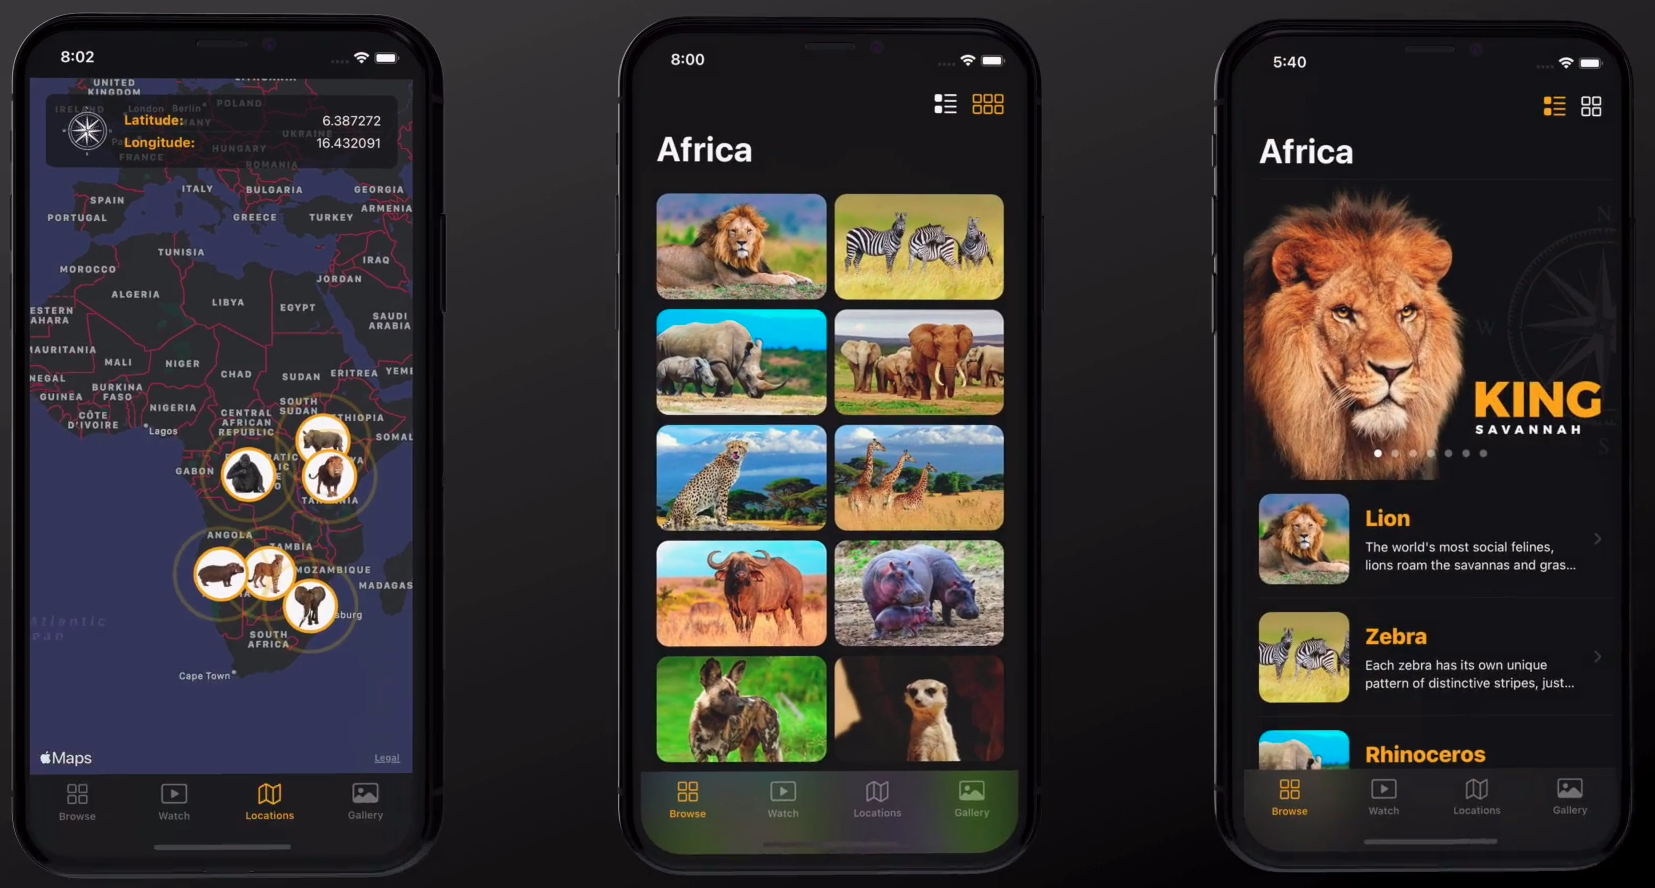 8:02
UNITED
KINGDOM
IRELAND
London
Berlin
POLAND
Latitude:
6.387272
UKRAINE
Longitude:
16.432091
FRANCE
HUNGARY
ROMANIA
ITALY
BULGARIA
GEORGIA
SPAIN
ARMENIA
PORTUGAL
GREECE
TURKEY
TUNISIA
IRAQ
MOROCCO
JORDAN
ALGERIA
LIBYA
EGYPT
ESTERN
AHARA
SAUDI
ARABIA
MAURITANIA
MALI
NIGER
CHAD
SUDAN
ERITREA
YEME
NEGAL
BURKINA
FASO
GUINEA
NIGERIA
CÔTE
D'IVOIRE
Lagos
CENTRAL
AFRICAN
REPUBLIC
SOUTH
SUDAN
THIOPIA
SOMAL
GABON
ANGOLA
MOZAMBIQUE
MADAGAS
sburg
Atlantic
SOUTH
AFRICA
Cape Town
Maps
Legal
Browse
Watch
Locations
Gallery
8:00
Africa
Browse
Watch
Locations
Gallery
5:40
Africa
N
W
S
KING
SAVANNAH
Lion
The world's most social felines,
lions roam the savannas and gras...
Zebra
Each zebra has its own unique
pattern of distinctive stripes, just...
Rhinoceros
Browse
Watch
Locations
Gallery